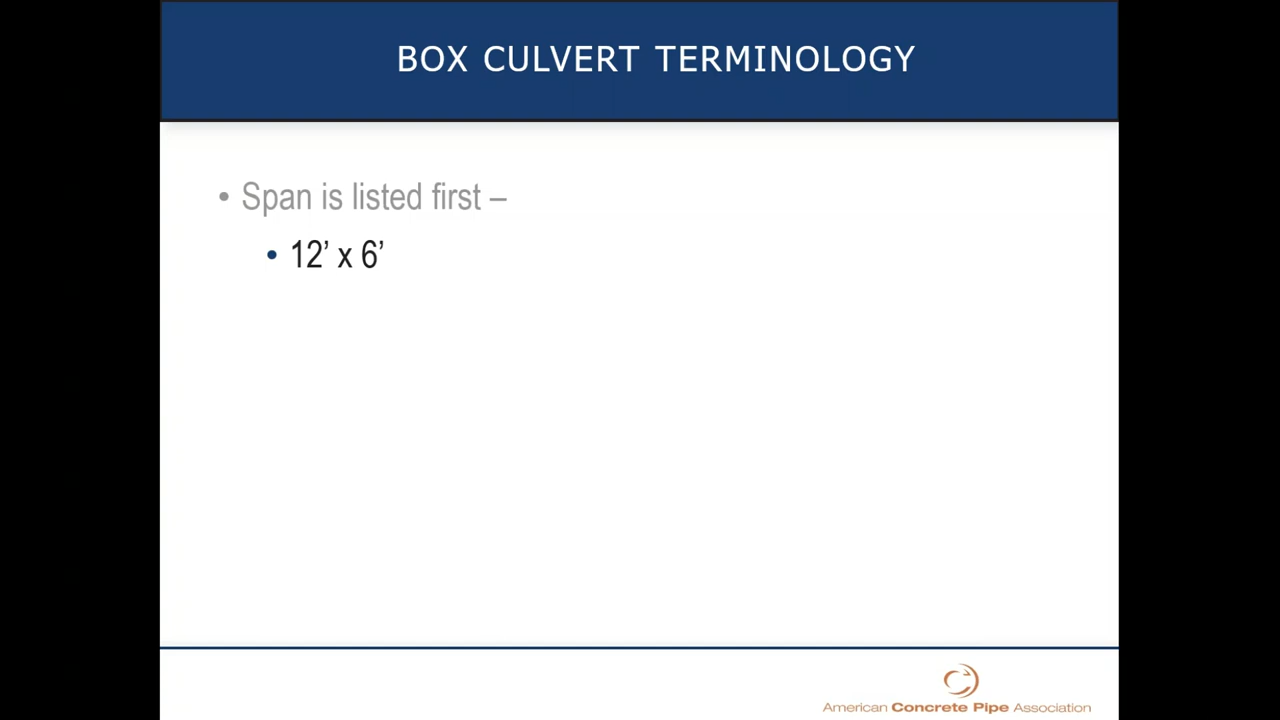 BOX CULVERT TERMINOLOGY
• Span is listed first –
• 12’ x 6’
American Concrete Pipe Association